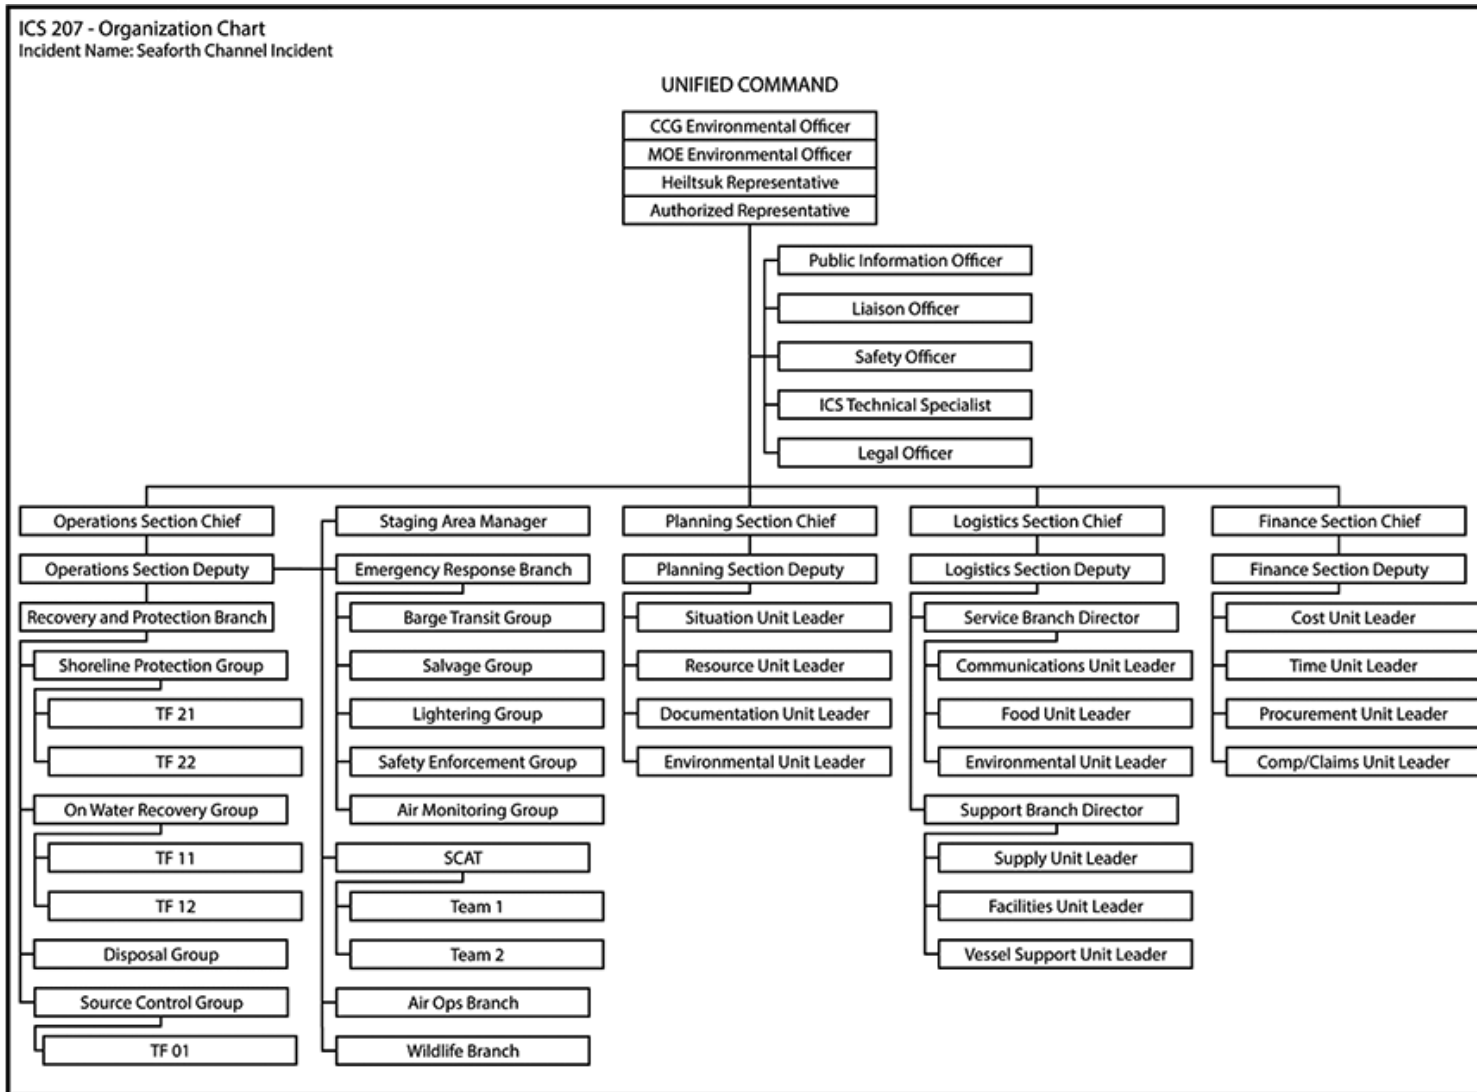 ICS 207 - Organization Chart
Incident Name: Seaforth Channel Incident
UNIFIED COMMAND
CCG Environmental Officer
MOE Environmental Officer
Heiltsuk Representative
Authorized Representative
Public Information Officer
Liaison Officer
Safety Officer
ICS Technical Specialist
Legal Officer
Operations Section Chief
Operations Section Deputy
Recovery and Protection Branch
Shoreline Protection Group
TF 21
TF 22
On Water Recovery Group
TF 11
TF 12
Disposal Group
Source Control Group
TF 01
Staging Area Manager
Emergency Response Branch
Barge Transit Group
Salvage Group
Lightering Group
Safety Enforcement Group
Air Monitoring Group
SCAT
Team 1
Team 2
Air Ops Branch
Wildlife Branch
Planning Section Chief
Planning Section Deputy
Situation Unit Leader
Resource Unit Leader
Documentation Unit Leader
Environmental Unit Leader
Logistics Section Chief
Logistics Section Deputy
Service Branch Director
Communications Unit Leader
Food Unit Leader
Environmental Unit Leader
Support Branch Director
Supply Unit Leader
Facilities Unit Leader
Vessel Support Unit Leader
Finance Section Chief
Finance Section Deputy
Cost Unit Leader
Time Unit Leader
Procurement Unit Leader
Comp/Claims Unit Leader